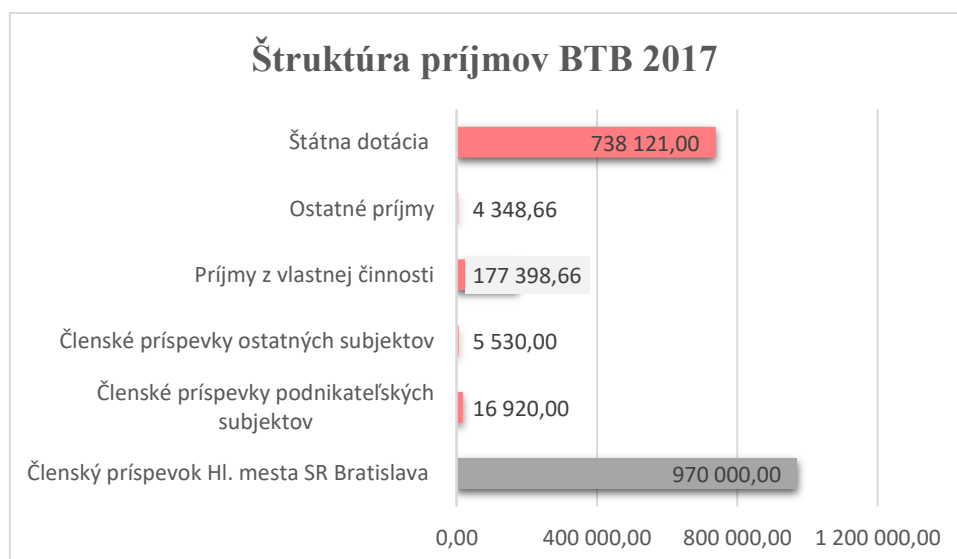 Štruktúra príjmov BTB 2017
Štátna dotácia
738 121,00
Ostatné príjmy
4 348,66
Príjmy z vlastnej činnosti
177 398,66
Členské príspevky ostatných subjektov
5 530,00
Členské príspevky podnikateľských
subjektov
16 920,00
Členský príspevok Hl. mesta SR Bratislava
970 000,00
0,00 400 000,00 800 000,00 1 200 000,00